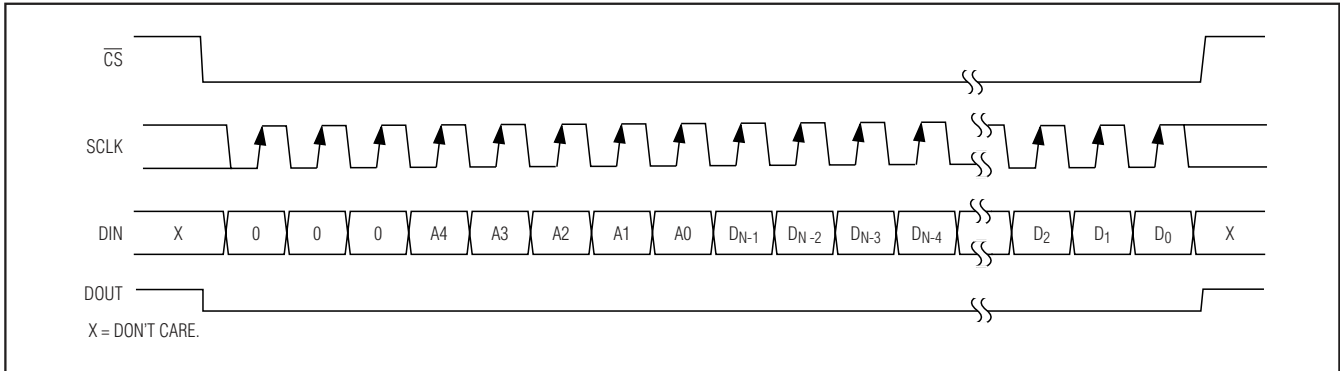 C̅S̅
SCLK
DIN X 0 0 0 A4 A3 A2 A1 A0 DN-1 DN-2 DN-3 DN-4 D2 D1 D0 X
DOUT
X = DON'T CARE.